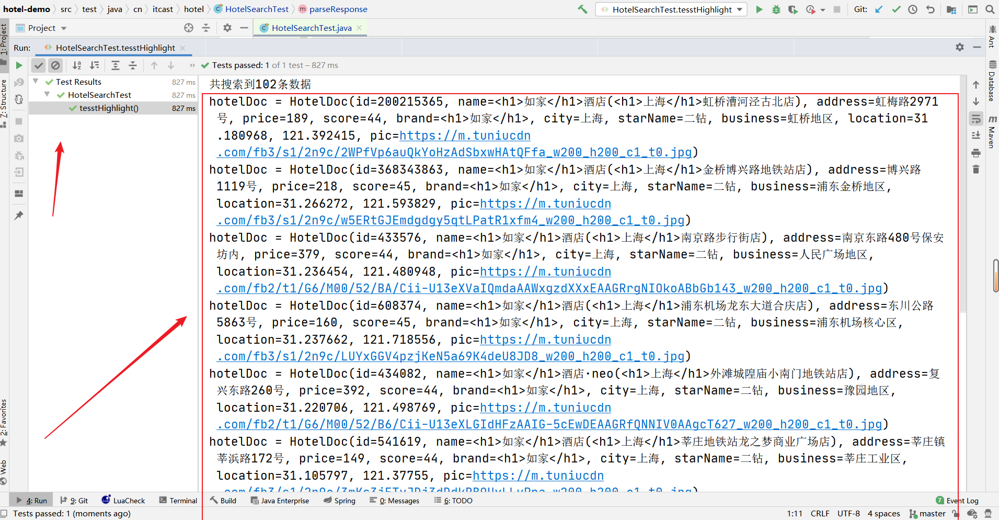 hotel-demo src test java cn itcast hotel HotelSearchTest parseResponse HotelSearchTest.tesstHighlight Git:
1: Project
Project HotelSearchTest.java
Run: HotelSearchTest.tesstHighlight
Tests passed: 1 of 1 test – 827 ms
Test Results 827 ms
HotelSearchTest 827 ms
tesstHighlight() 827 ms
共搜索到102条数据
hotelDoc = HotelDoc(id=200215365, name=<h1>如家</h1>酒店(<h1>上海</h1>虹桥漕河泾古北店), address=虹梅路2971
号, price=189, score=44, brand=<h1>如家</h1>, city=上海, starName=二钻, business=虹桥地区, location=31
.180968, 121.392415, pic=https://m.tuniucdn
.com/fb3/s1/2n9c/2WPfVp6auQkYoHzAdSbxwHAtQFfa_w200_h200_c1_t0.jpg)
hotelDoc = HotelDoc(id=368343863, name=<h1>如家</h1>酒店(<h1>上海</h1>金桥博兴路地铁站店), address=博兴路
1119号, price=218, score=45, brand=<h1>如家</h1>, city=上海, starName=二钻, business=浦东金桥地区,
location=31.266272, 121.593829, pic=https://m.tuniucdn
.com/fb3/s1/2n9c/w5ERtGJEmdgdgy5qtLPatR1xfm4_w200_h200_c1_t0.jpg)
hotelDoc = HotelDoc(id=433576, name=<h1>如家</h1>酒店(<h1>上海</h1>南京路步行街店), address=南京东路480号保安
坊内, price=379, score=44, brand=<h1>如家</h1>, city=上海, starName=二钻, business=人民广场地区,
location=31.236454, 121.480948, pic=https://m.tuniucdn
.com/fb2/t1/G6/M00/52/BA/Cii-U13eXVaIQmdaAAWxgzdXXxEAAGRrgNIOkoABbGb143_w200_h200_c1_t0.jpg)
hotelDoc = HotelDoc(id=608374, name=<h1>如家</h1>酒店(<h1>上海</h1>浦东机场龙东大道合庆店), address=东川公路
5863号, price=160, score=45, brand=<h1>如家</h1>, city=上海, starName=二钻, business=浦东机场核心区,
location=31.237662, 121.718556, pic=https://m.tuniucdn
.com/fb3/s1/2n9c/LUYxGGV4pzjKeN5a69K4deU8JD8_w200_h200_c1_t0.jpg)
hotelDoc = HotelDoc(id=434082, name=<h1>如家</h1>酒店·neo(<h1>上海</h1>外滩城隍庙小南门地铁站店), address=复
兴东路260号, price=392, score=44, brand=<h1>如家</h1>, city=上海, starName=二钻, business=豫园地区,
location=31.220706, 121.498769, pic=https://m.tuniucdn
.com/fb2/t1/G6/M00/52/B6/Cii-U13eXLGIdHFzAAIG-5cEwDEAAGRfQNNIV0AAgcT627_w200_h200_c1_t0.jpg)
hotelDoc = HotelDoc(id=541619, name=<h1>如家</h1>酒店(<h1>上海</h1>莘庄地铁站龙之梦商业广场店), address=莘庄镇
莘浜路172号, price=149, score=44, brand=<h1>如家</h1>, city=上海, starName=二钻, business=莘庄工业区,
location=31.105797, 121.37755, pic=https://m.tuniucdn
7: Structure
2: Favorites
Web
Ant
Database
Maven
4: Run 9: Git LuaCheck Terminal Build Java Enterprise Spring 0: Messages 6: TODO 7 Event Log
Tests passed: 1 (moments ago) 1:11 CRLF UTF-8 4 spaces master